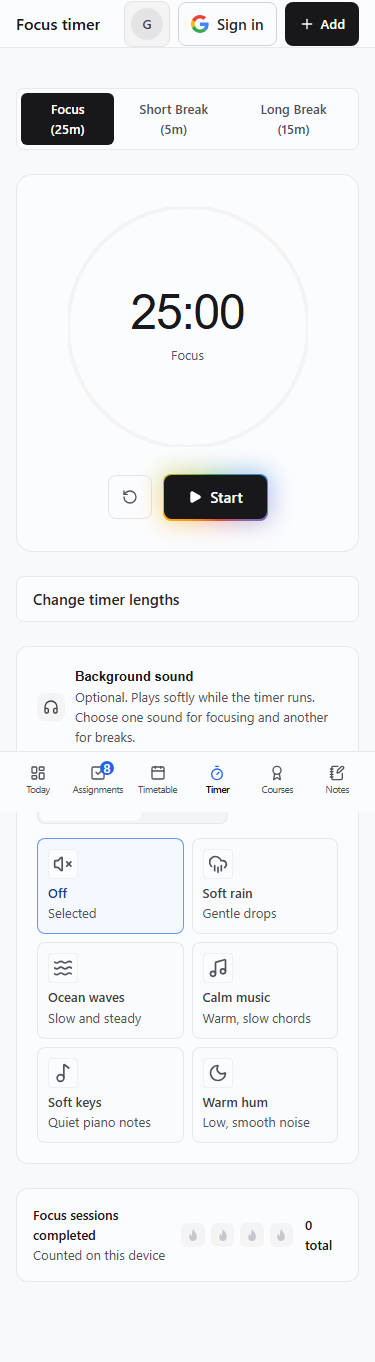 Focus timer
G
Sign in
Add
Focus
(25m)
Short Break
(5m)
Long Break
(15m)
25:00
Focus
Start
Change timer lengths
Background sound
Optional. Plays softly while the timer runs.
Choose one sound for focusing and another
for breaks.
8
Today
Assignments
Timetable
Timer
Courses
Notes
Off
Selected
Soft rain
Gentle drops
Ocean waves
Slow and steady
Calm music
Warm, slow chords
Soft keys
Quiet piano notes
Warm hum
Low, smooth noise
Focus sessions
completed
Counted on this device
0
total